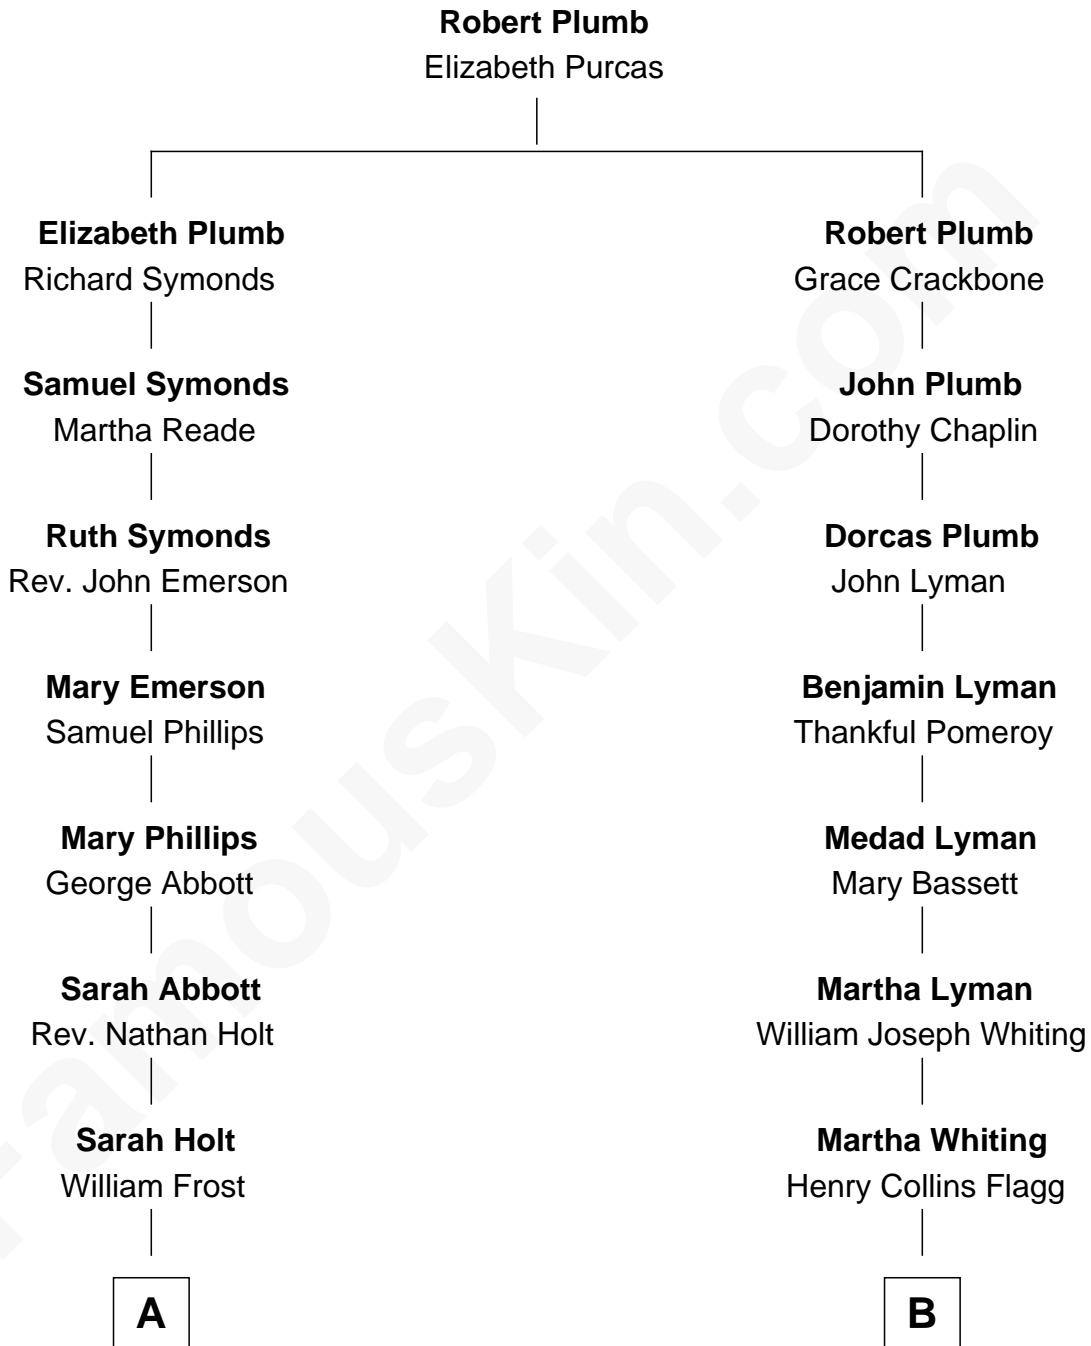 Robert Plumb
Elizabeth Purcas
Elizabeth Plumb
Richard Symonds
Robert Plumb
Grace Crackbone
Samuel Symonds
Martha Reade
John Plumb
Dorothy Chaplin
Ruth Symonds
Rev. John Emerson
Dorcas Plumb
John Lyman
Mary Emerson
Samuel Phillips
Benjamin Lyman
Thankful Pomeroy
Mary Phillips
George Abbott
Medad Lyman
Mary Bassett
Sarah Abbott
Rev. Nathan Holt
Martha Lyman
William Joseph Whiting
Sarah Holt
William Frost
Martha Whiting
Henry Collins Flagg
A
B
FamousKin.com